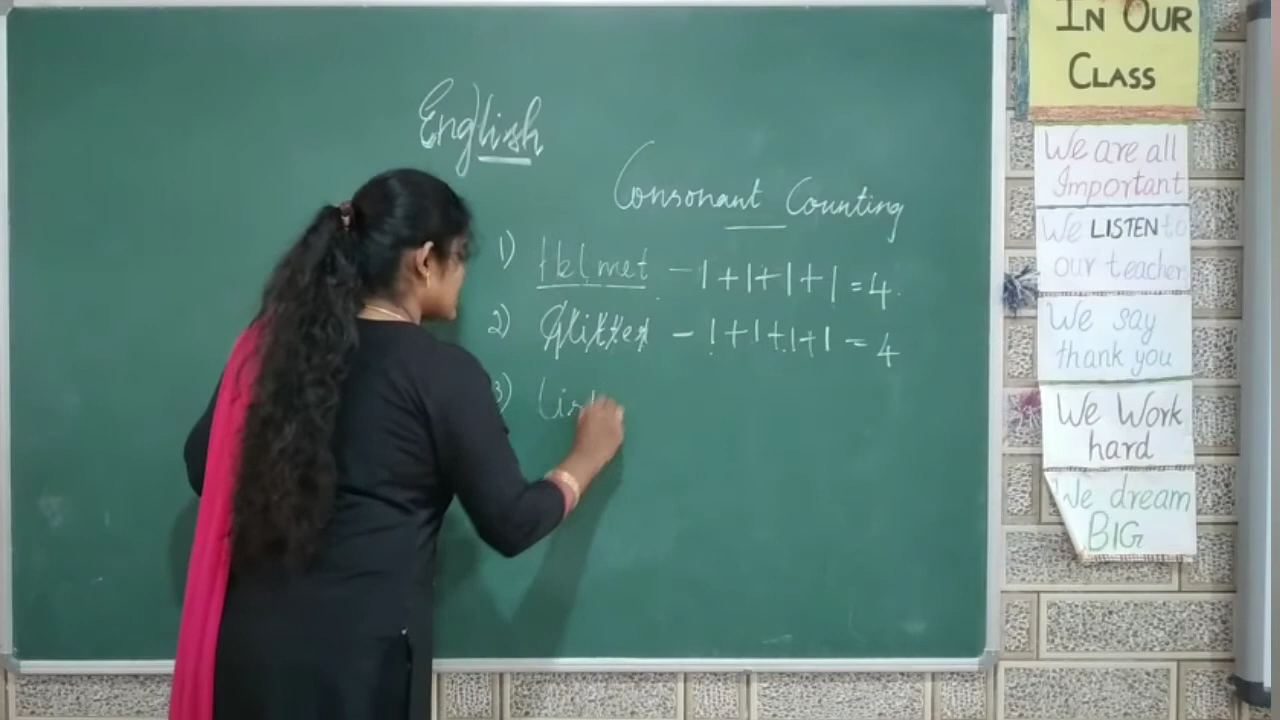 English
Consonant Counting
1) Helmet - 1+1+1+1 = 4.
2) Glitter - 1+1+1+1 = 4
3) List
IN OUR
CLASS
We are all
Important
We LISTEN to
our teacher
We say
thank you
We Work
hard
We dream
BIG